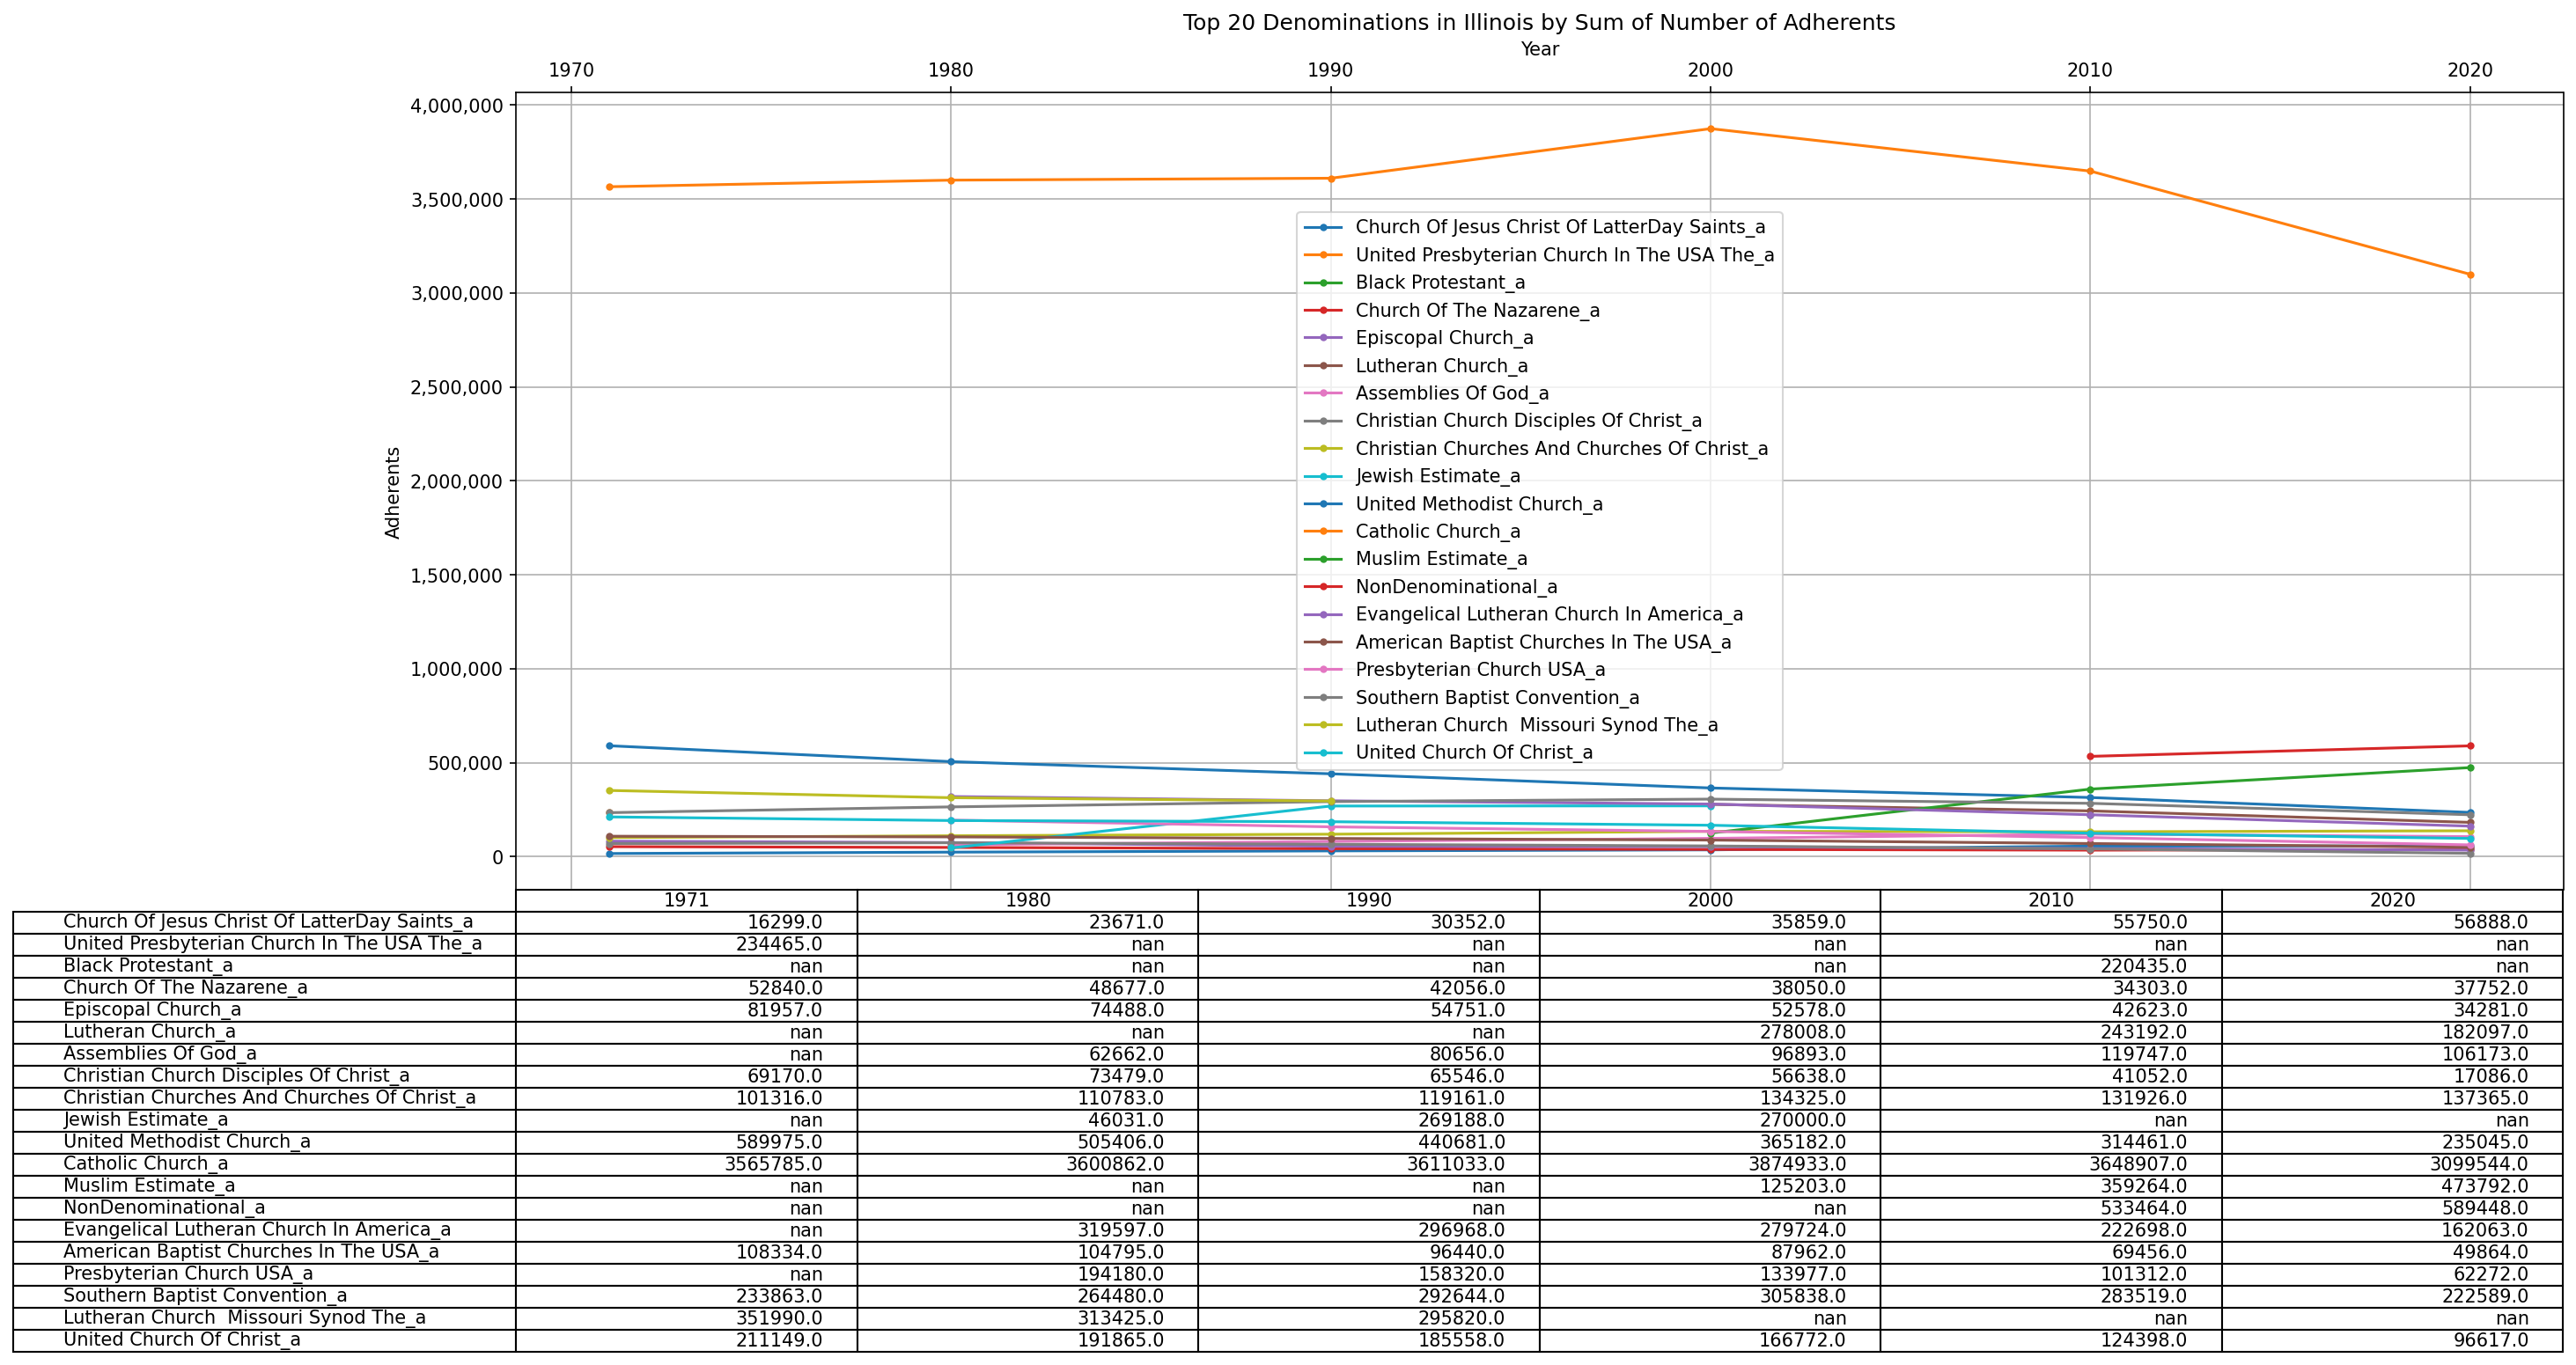 Top 20 Denominations in Illinois by Sum of Number of Adherents
Year
1970 1980 1990 2000 2010 2020
4,000,000
3,500,000
3,000,000
2,500,000
2,000,000
1,500,000
1,000,000
500,000
0
Adherents
Church Of Jesus Christ Of LatterDay Saints_a
United Presbyterian Church In The USA The_a
Black Protestant_a
Church Of The Nazarene_a
Episcopal Church_a
Lutheran Church_a
Assemblies Of God_a
Christian Church Disciples Of Christ_a
Christian Churches And Churches Of Christ_a
Jewish Estimate_a
United Methodist Church_a
Catholic Church_a
Muslim Estimate_a
NonDenominational_a
Evangelical Lutheran Church In America_a
American Baptist Churches In The USA_a
Presbyterian Church USA_a
Southern Baptist Convention_a
Lutheran Church  Missouri Synod The_a
United Church Of Christ_a
1971 1980 1990 2000 2010 2020
Church Of Jesus Christ Of LatterDay Saints_a 16299.0 23671.0 30352.0 35859.0 55750.0 56888.0
United Presbyterian Church In The USA The_a 234465.0 nan nan nan nan nan
Black Protestant_a nan nan nan nan 220435.0 nan
Church Of The Nazarene_a 52840.0 48677.0 42056.0 38050.0 34303.0 37752.0
Episcopal Church_a 81957.0 74488.0 54751.0 52578.0 42623.0 34281.0
Lutheran Church_a nan nan nan 278008.0 243192.0 182097.0
Assemblies Of God_a nan 62662.0 80656.0 96893.0 119747.0 106173.0
Christian Church Disciples Of Christ_a 69170.0 73479.0 65546.0 56638.0 41052.0 17086.0
Christian Churches And Churches Of Christ_a 101316.0 110783.0 119161.0 134325.0 131926.0 137365.0
Jewish Estimate_a nan 46031.0 269188.0 270000.0 nan nan
United Methodist Church_a 589975.0 505406.0 440681.0 365182.0 314461.0 235045.0
Catholic Church_a 3565785.0 3600862.0 3611033.0 3874933.0 3648907.0 3099544.0
Muslim Estimate_a nan nan nan 125203.0 359264.0 473792.0
NonDenominational_a nan nan nan nan 533464.0 589448.0
Evangelical Lutheran Church In America_a nan 319597.0 296968.0 279724.0 222698.0 162063.0
American Baptist Churches In The USA_a 108334.0 104795.0 96440.0 87962.0 69456.0 49864.0
Presbyterian Church USA_a nan 194180.0 158320.0 133977.0 101312.0 62272.0
Southern Baptist Convention_a 233863.0 264480.0 292644.0 305838.0 283519.0 222589.0
Lutheran Church  Missouri Synod The_a 351990.0 313425.0 295820.0 nan nan nan
United Church Of Christ_a 211149.0 191865.0 185558.0 166772.0 124398.0 96617.0